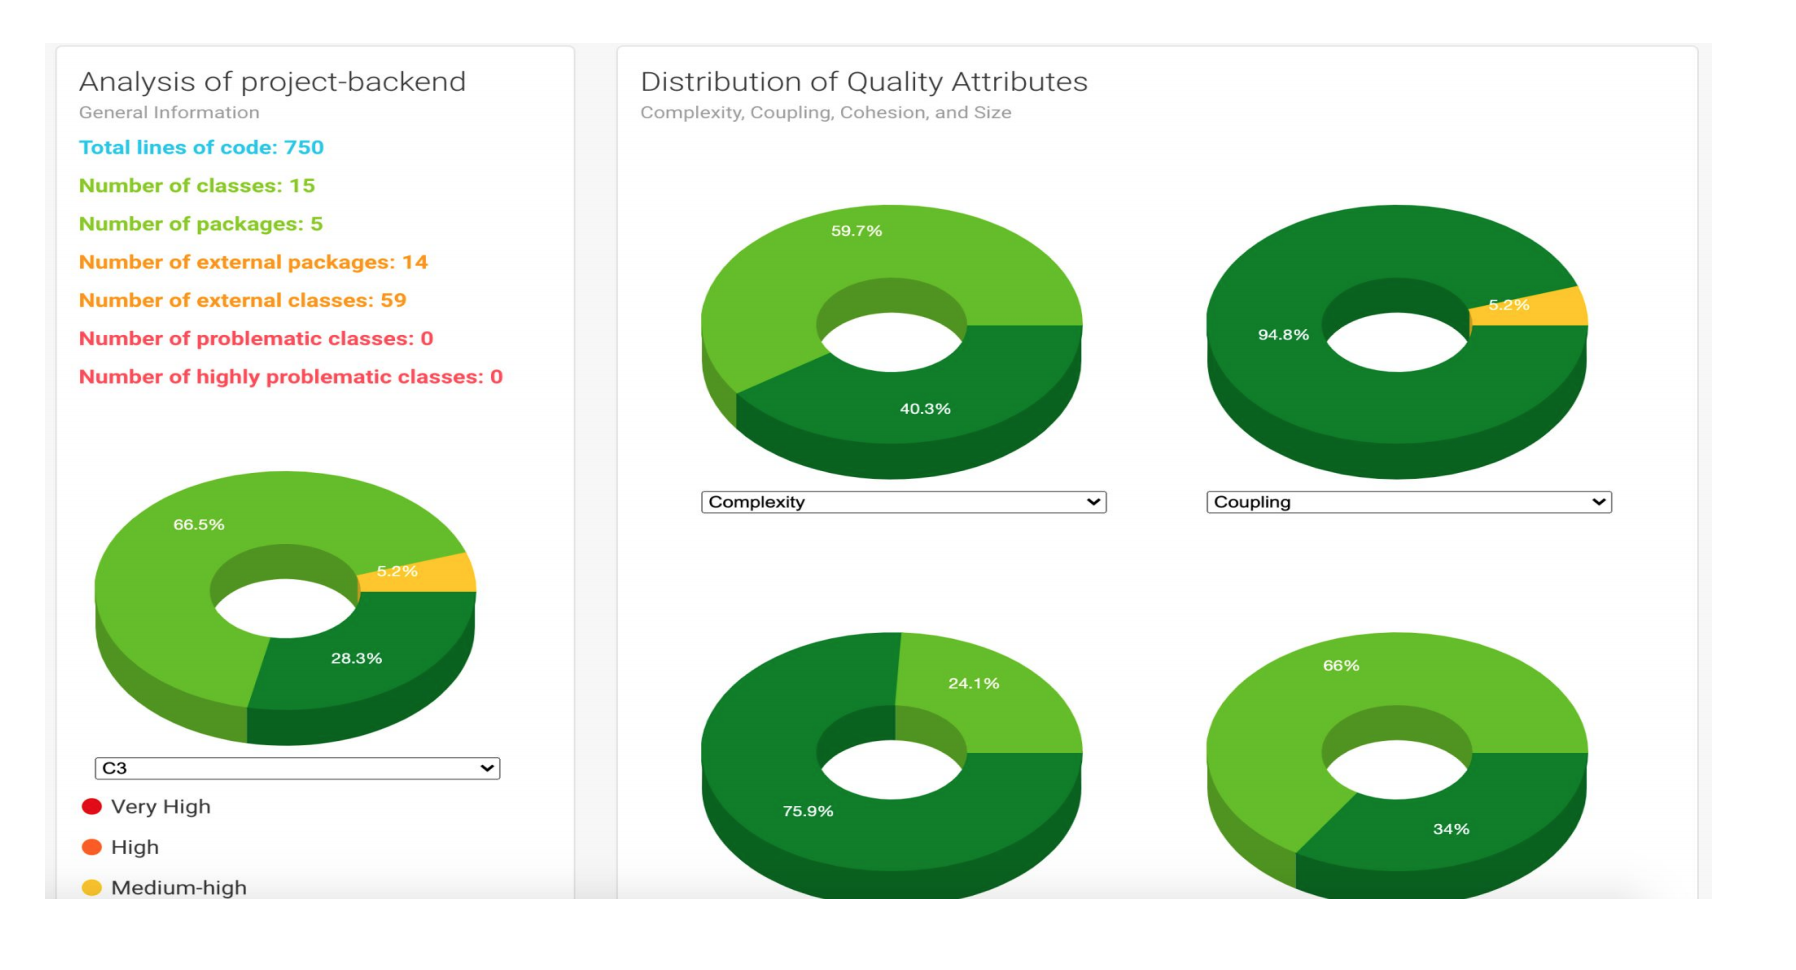 Analysis of project-backend
General Information
Total lines of code: 750
Number of classes: 15
Number of packages: 5
Number of external packages: 14
Number of external classes: 59
Number of problematic classes: 0
Number of highly problematic classes: 0
66.5%
5.2%
28.3%
C3
Very High
High
Medium-high
Distribution of Quality Attributes
Complexity, Coupling, Cohesion, and Size
59.7%
40.3%
Complexity
5.2%
94.8%
Coupling
24.1%
75.9%
66%
34%